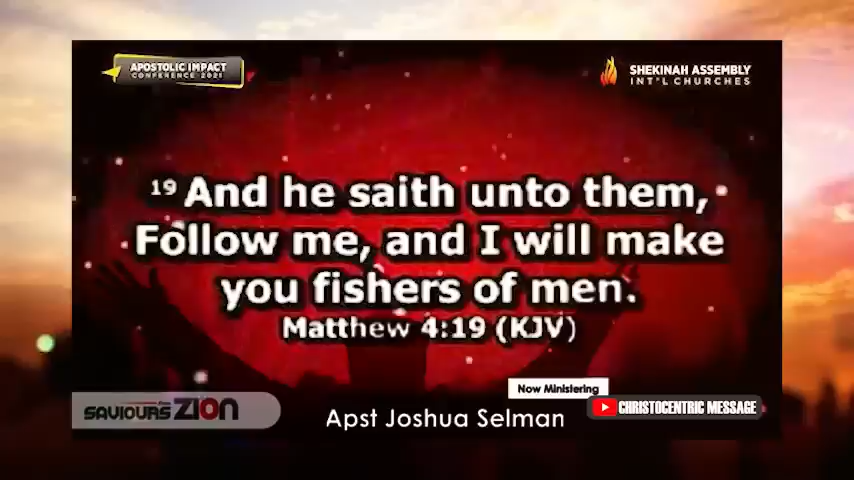 APOSTOLIC IMPACT
CONFERENCE 2021
SHEKINAH ASSEMBLY
INT'L CHURCHES
19 And he saith unto them,
Follow me, and I will make
you fishers of men.
Matthew 4:19 (KJV)
Now Ministering
SAVIOURS ZION
Apst Joshua Selman
CHRISTOCENTRIC MESSAGE